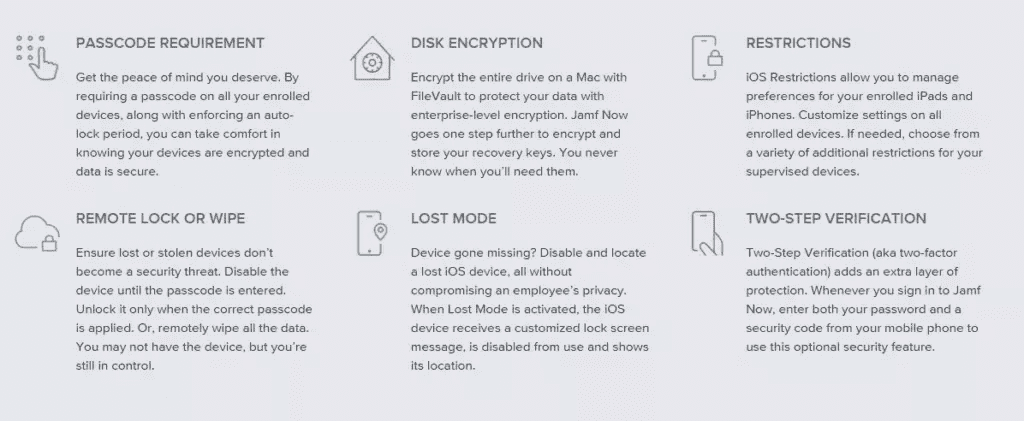 PASSCODE REQUIREMENT
Get the peace of mind you deserve. By
requiring a passcode on all your enrolled
devices, along with enforcing an auto-
lock period, you can take comfort in
knowing your devices are encrypted and
data is secure.
DISK ENCRYPTION
Encrypt the entire drive on a Mac with
FileVault to protect your data with
enterprise-level encryption. Jamf Now
goes one step further to encrypt and
store your recovery keys. You never
know when you'll need them.
RESTRICTIONS
iOS Restrictions allow you to manage
preferences for your enrolled iPads and
iPhones. Customize settings on all
enrolled devices. If needed, choose from
a variety of additional restrictions for your
supervised devices.
REMOTE LOCK OR WIPE
Ensure lost or stolen devices don't
become a security threat. Disable the
device until the passcode is entered.
Unlock it only when the correct passcode
is applied. Or, remotely wipe all the data.
You may not have the device, but you're
still in control.
LOST MODE
Device gone missing? Disable and locate
a lost iOS device, all without
compromising an employee's privacy.
When Lost Mode is activated, the iOS
device receives a customized lock screen
message, is disabled from use and shows
its location.
TWO-STEP VERIFICATION
Two-Step Verification (aka two-factor
authentication) adds an extra layer of
protection. Whenever you sign in to Jamf
Now, enter both your password and a
security code from your mobile phone to
use this optional security feature.